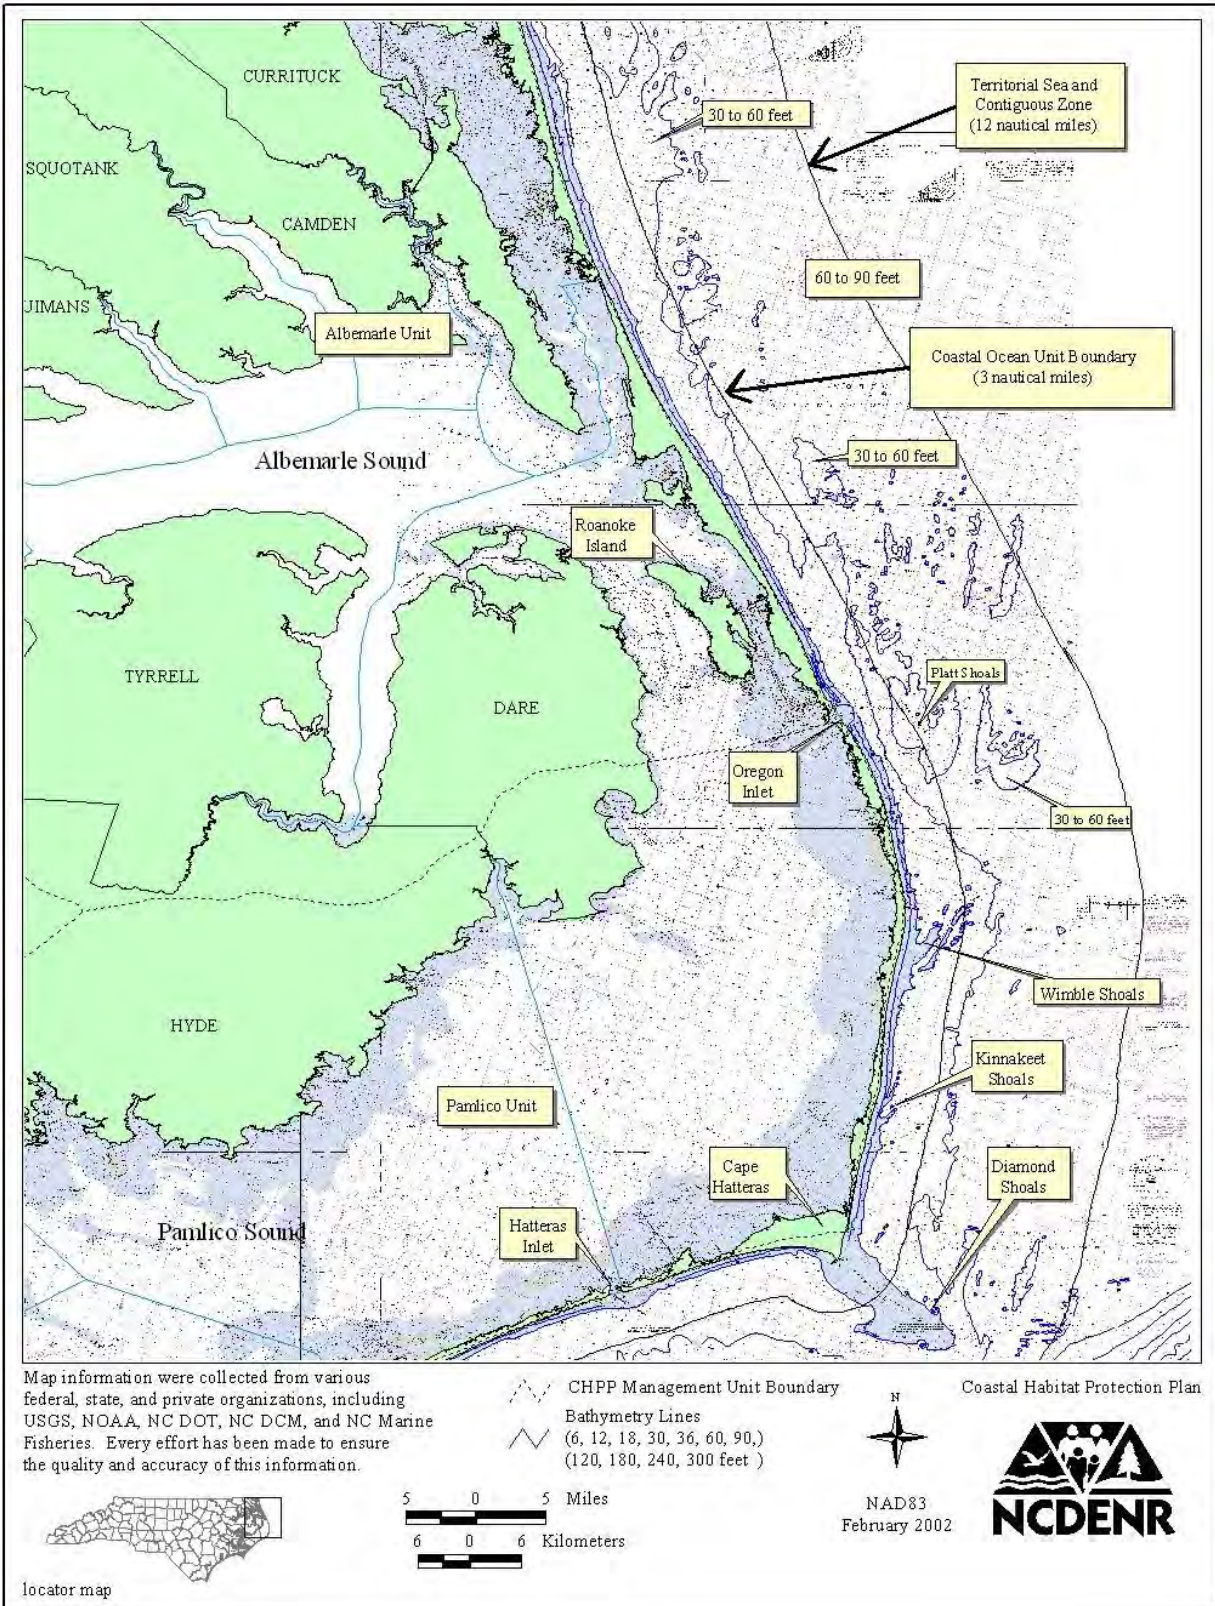 CURRITUCK
Territorial Sea and
Contiguous Zone
(12 nautical miles)
30 to 60 feet
SQUOTANK
CAMDEN
60 to 90 feet
UIMANS
Albemarle Unit
Coastal Ocean Unit Boundary
(3 nautical miles)
Albemarle Sound
30 to 60 feet
Roanoke
Island
TYRRELL
DARE
Platt Shoals
Oregon
Inlet
30 to 60 feet
Wimble Shoals
HYDE
Kinnakeet
Shoals
Pamlico Unit
Cape
Hatteras
Diamond
Shoals
Pamlico Sound
Hatteras
Inlet
Map information were collected from various
federal, state, and private organizations, including
USGS, NOAA, NC DOT, NC DCM, and NC Marine
Fisheries. Every effort has been made to ensure
the quality and accuracy of this information.
CHPP Management Unit Boundary
Bathymetry Lines
(6, 12, 18, 30, 36, 60, 90,)
(120, 180, 240, 300 feet )
N
Coastal Habitat Protection Plan
5 0 5 Miles
6 0 6 Kilometers
NAD83
February 2002
NCDENR
locator map